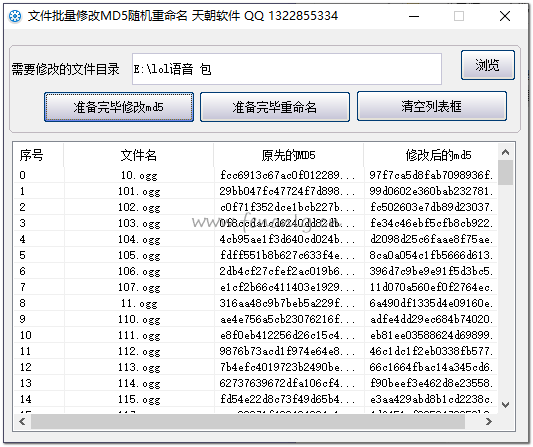 文件批量修改MD5随机重命名 天朝软件 QQ 1322855334
需要修改的文件目录 E:\lol语音 包 浏览
准备完毕修改md5 准备完毕重命名 清空列表框
序号 文件名 原先的MD5 修改后的md5
0 10.ogg fcc6913c67ac0f012289... 97f7ca5d8fab7098936f.
1 101.ogg 29bb047fc44724f7d898... 99d0602e360bab232781.
2 102.ogg c0f71f352dce1bcb227b... fc502603e7db89d23037.
3 103.ogg fe34c46ebf5cfb8cb922.
4 104.ogg 4cb95ae1f3d640cd024b... d2098d25c6faae8f75ae.
5 105.ogg fdff551b8b627c633f4e... 8ca0a054c1fb5666d613.
6 106.ogg 2db4cf27cfef2ac019b6... 396d7c9be9e91f5d3bc5.
7 107.ogg e1cf2b66c411403e1929... 11d070a560ef0f2764ec.
8 11.ogg 316aa48c9b7beb5a229f... 6a490df1335d4e09160e.
9 110.ogg ae4e756a5cb23076216f... adfe4dd29ec684b74020.
10 111.ogg e8f0eb412256d26c15c4... eb81ee03588624d69899.
11 112.ogg 9876b73acd1f974e64e8... 46c1dc1f2eb0338fb577.
12 113.ogg 7b4efc4019723b2490be... 66c1664fbac14a345cd6.
13 114.ogg 62737639672dfa106cf4... f90beef3e462d8e23558.
14 115.ogg fd54e22d8c73f49d65b4... e3aa429abd8b1cd2238c.